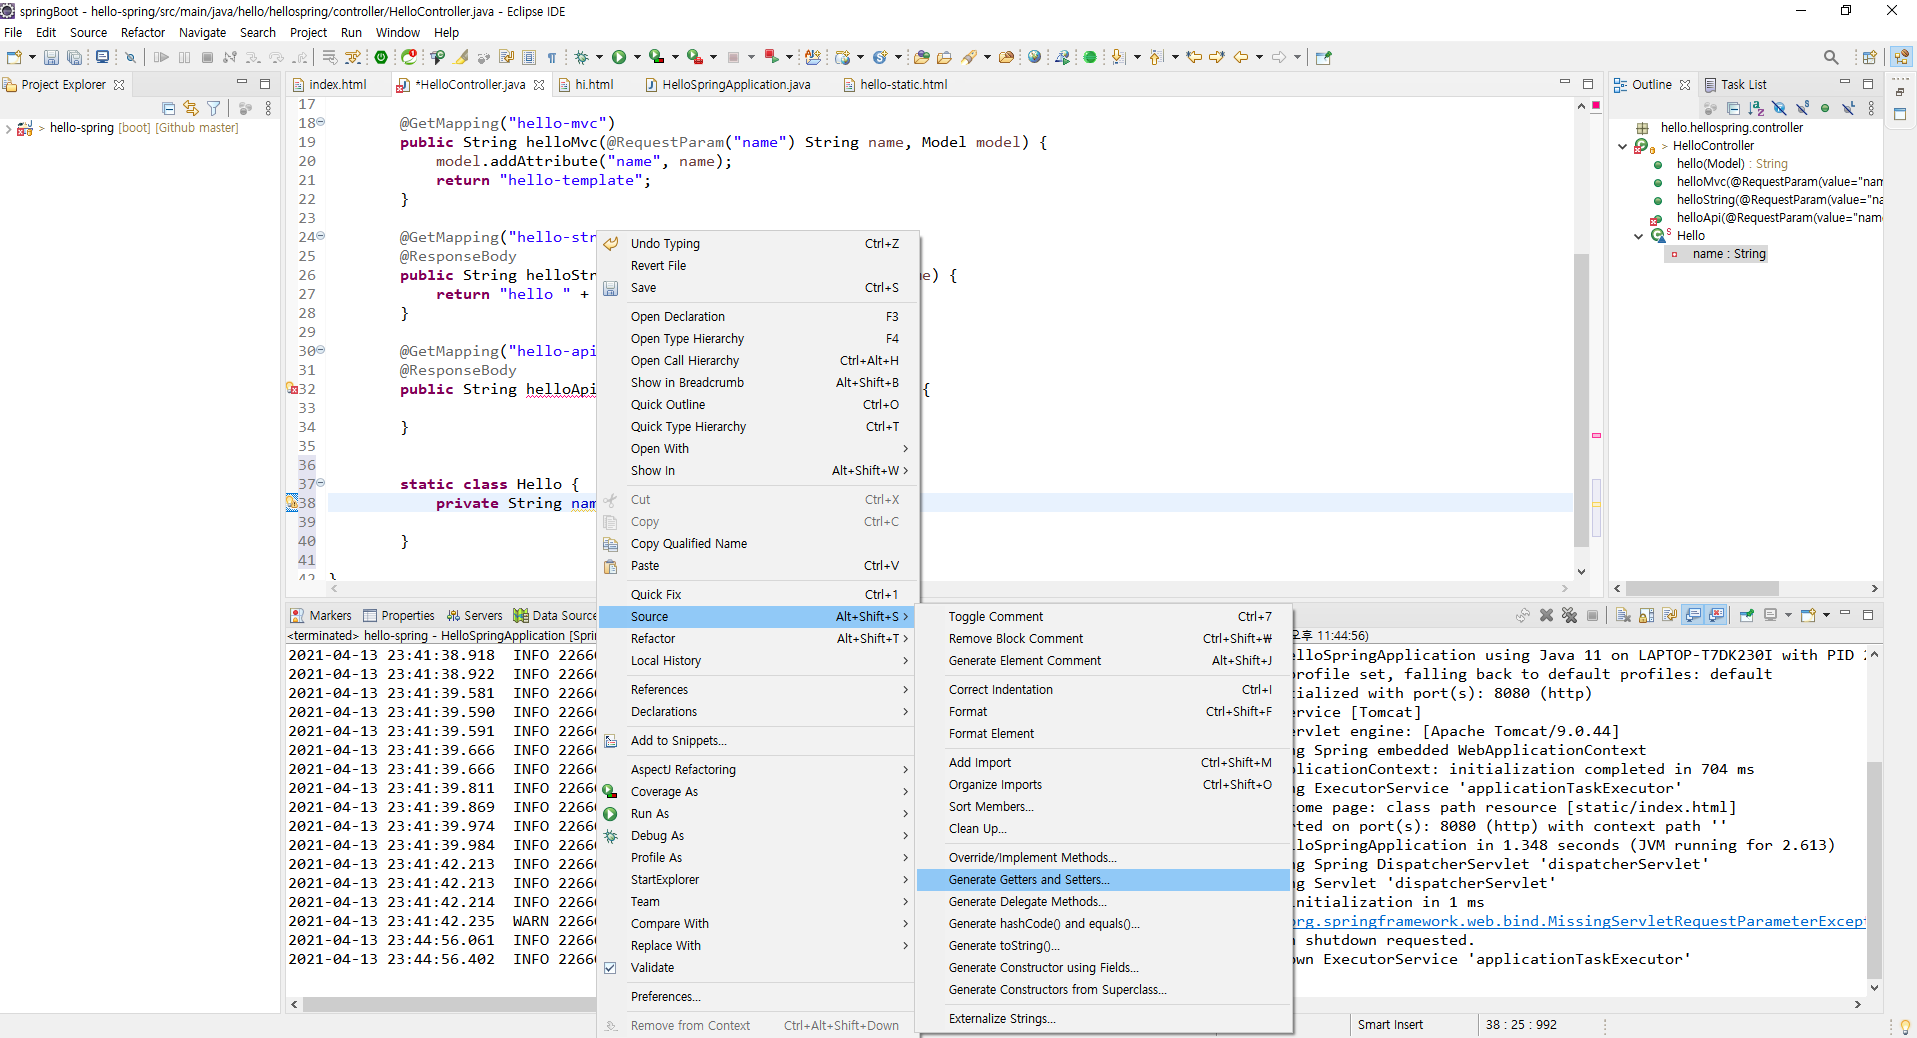 springBoot - hello-spring/src/main/java/hello/hellospring/controller/HelloController.java - Eclipse IDE
File Edit Source Refactor Navigate Search Project Run Window Help
Project Explorer
hello-spring [boot] [Github master]
index.html *HelloController.java hi.html HelloSpringApplication.java hello-static.html
17
18 @GetMapping("hello-mvc")
19 public String helloMvc(@RequestParam("name") String name, Model model) {
20 model.addAttribute("name", name);
21 return "hello-template";
22 }
23
24 @GetMapping("hello-str
25 @ResponseBody
26 public String helloStr e) {
27 return "hello " +
28 }
29
30 @GetMapping("hello-api
31 @ResponseBody
32 public String helloApi {
33
34 }
35
36
37 static class Hello {
38 private String nam
39
40 }
41
42 }
Undo Typing Ctrl+Z
Revert File
Save Ctrl+S
Open Declaration F3
Open Type Hierarchy F4
Open Call Hierarchy Ctrl+Alt+H
Show in Breadcrumb Alt+Shift+B
Quick Outline Ctrl+O
Quick Type Hierarchy Ctrl+T
Open With
Show In Alt+Shift+W
Cut Ctrl+X
Copy Ctrl+C
Copy Qualified Name
Paste Ctrl+V
Quick Fix Ctrl+1
Source Alt+Shift+S
Refactor Alt+Shift+T
Local History
References
Declarations
Add to Snippets...
AspectJ Refactoring
Coverage As
Run As
Debug As
Profile As
StartExplorer
Team
Compare With
Replace With
Validate
Preferences...
Remove from Context Ctrl+Alt+Shift+Down
Toggle Comment Ctrl+7
Remove Block Comment Ctrl+Shift+₩
Generate Element Comment Alt+Shift+J
Correct Indentation Ctrl+I
Format Ctrl+Shift+F
Format Element
Add Import Ctrl+Shift+M
Organize Imports Ctrl+Shift+O
Sort Members...
Clean Up...
Override/Implement Methods...
Generate Getters and Setters...
Generate Delegate Methods...
Generate hashCode() and equals()...
Generate toString()...
Generate Constructor using Fields...
Generate Constructors from Superclass...
Externalize Strings...
Outline Task List
hello.hellospring.controller
> HelloController
hello(Model) : String
helloMvc(@RequestParam(value="nam
helloString(@RequestParam(value="na
helloApi(@RequestParam(value="name
Hello
name : String
Markers Properties Servers Data Source
<terminated> hello-spring - HelloSpringApplication [Sprin 오후 11:44:56)
2021-04-13 23:41:38.918 INFO 2266 lloSpringApplication using Java 11 on LAPTOP-T7DK230I with PID 2
2021-04-13 23:41:38.922 INFO 2266 profile set, falling back to default profiles: default
2021-04-13 23:41:39.581 INFO 2266 ialized with port(s): 8080 (http)
2021-04-13 23:41:39.590 INFO 2266 rvice [Tomcat]
2021-04-13 23:41:39.591 INFO 2266 rvlet engine: [Apache Tomcat/9.0.44]
2021-04-13 23:41:39.666 INFO 2266 g Spring embedded WebApplicationContext
2021-04-13 23:41:39.666 INFO 2266 licationContext: initialization completed in 704 ms
2021-04-13 23:41:39.811 INFO 2266 g ExecutorService 'applicationTaskExecutor'
2021-04-13 23:41:39.869 INFO 2266 ome page: class path resource [static/index.html]
2021-04-13 23:41:39.974 INFO 2266 ted on port(s): 8080 (http) with context path ''
2021-04-13 23:41:39.984 INFO 2266 loSpringApplication in 1.348 seconds (JVM running for 2.613)
2021-04-13 23:41:42.213 INFO 2266 g Spring DispatcherServlet 'dispatcherServlet'
2021-04-13 23:41:42.213 INFO 2266 g Servlet 'dispatcherServlet'
2021-04-13 23:41:42.214 INFO 2266 nitialization in 1 ms
2021-04-13 23:41:42.235 WARN 2266 org.springframework.web.bind.MissingServletRequestParameterExcept
2021-04-13 23:44:56.061 INFO 2266 shutdown requested.
2021-04-13 23:44:56.402 INFO 2266 wn ExecutorService 'applicationTaskExecutor'
Smart Insert 38 : 25 : 992